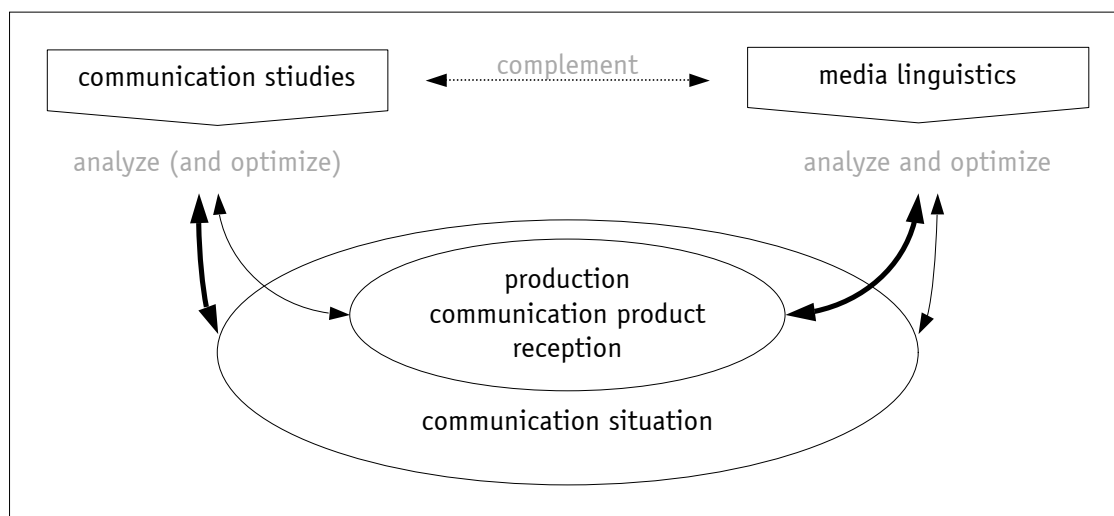 communication stiudies
complement
media linguistics
analyze (and optimize)
analyze and optimize
production
communication product
reception
communication situation